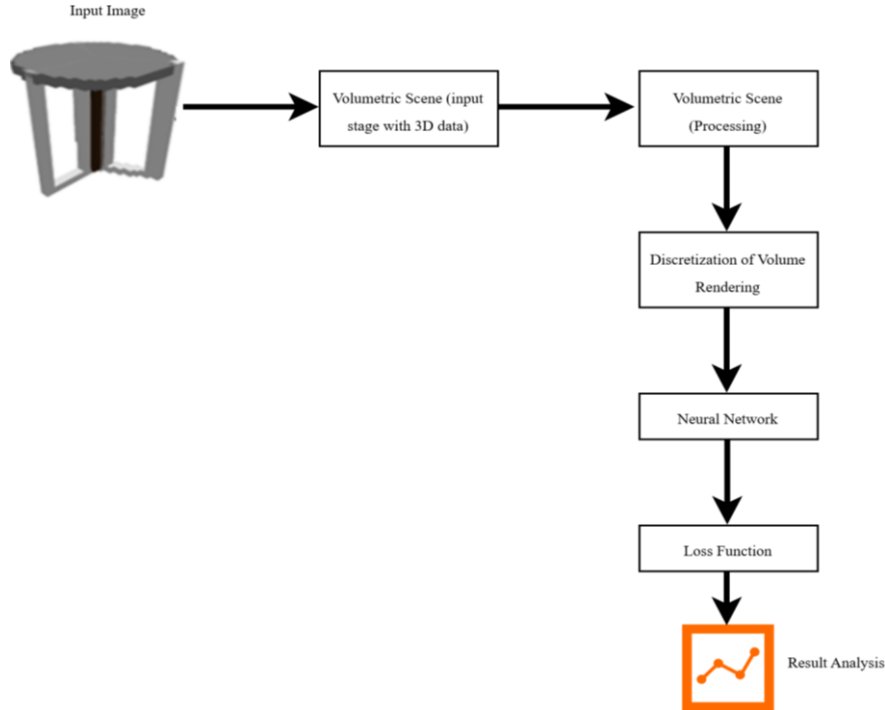 Input Image
Volumetric Scene (input
stage with 3D data)
Volumetric Scene
(Processing)
Discretization of Volume
Rendering
Neural Network
Loss Function
Result Analysis